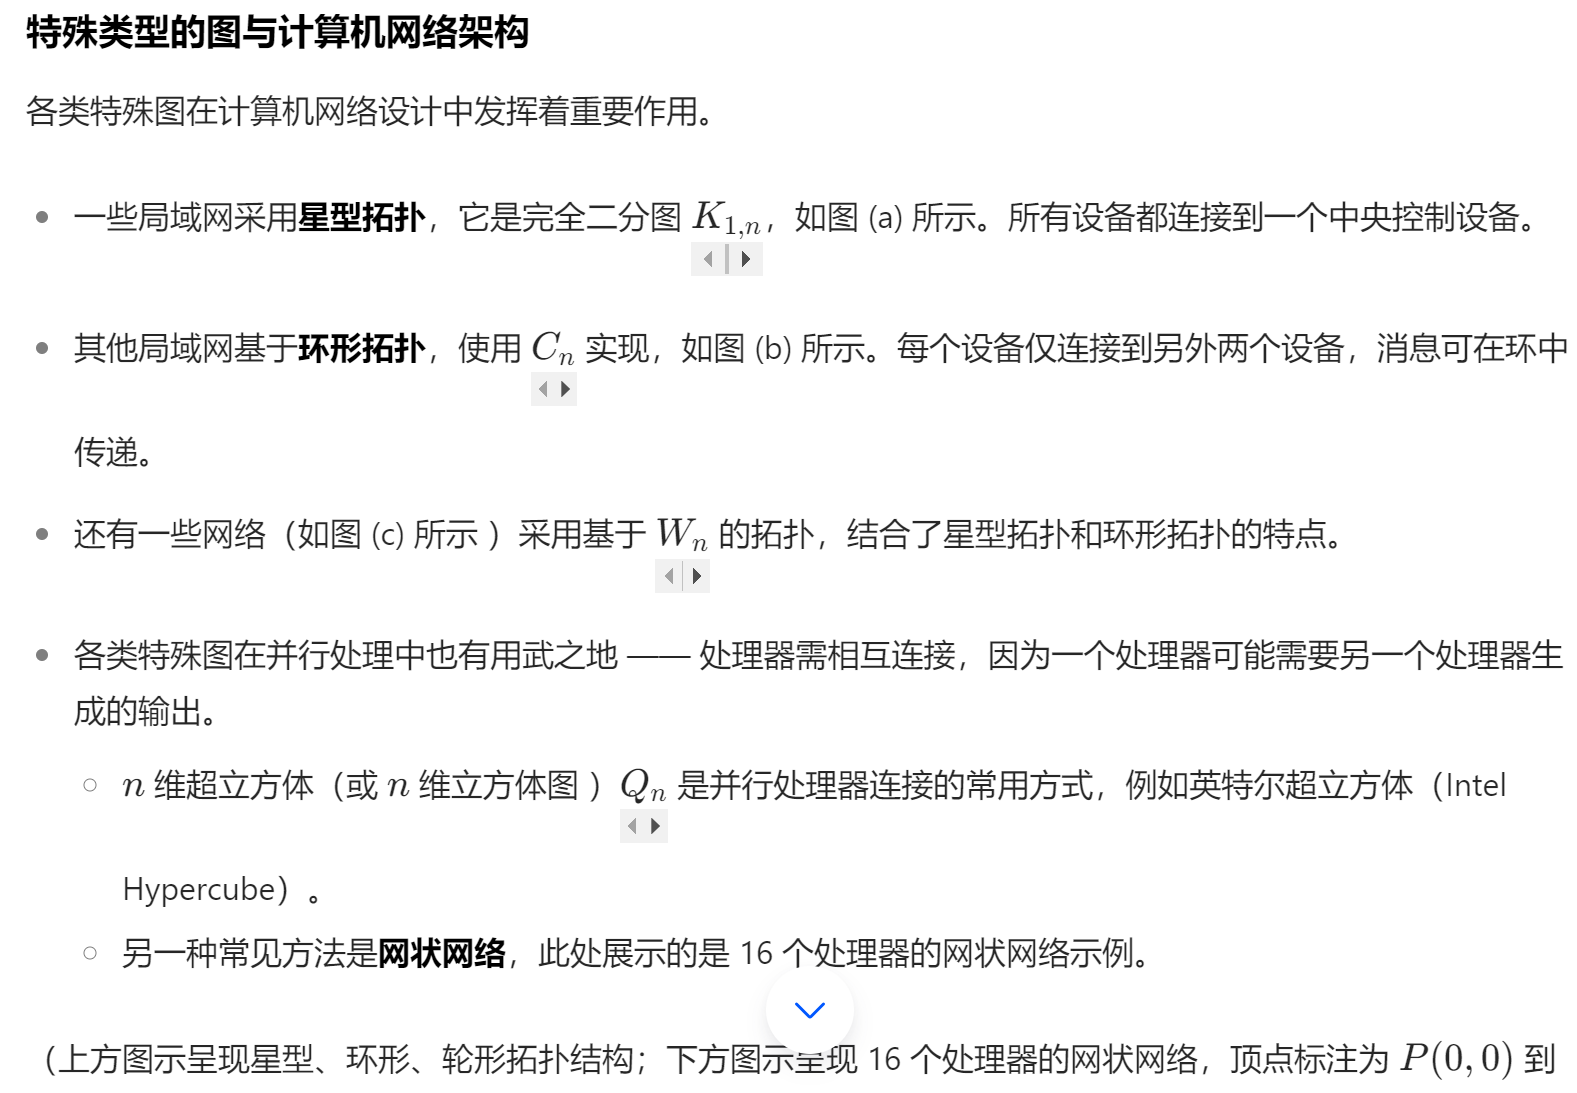 特殊类型的图与计算机网络架构
各类特殊图在计算机网络设计中发挥着重要作用。
一些局域网采用星型拓扑，它是完全二分图 K1,n，如图 (a) 所示。所有设备都连接到一个中央控制设备。
其他局域网基于环形拓扑，使用 Cn 实现，如图 (b) 所示。每个设备仅连接到另外两个设备，消息可在环中
传递。
还有一些网络（如图 (c) 所示 ）采用基于 Wn 的拓扑，结合了星型拓扑和环形拓扑的特点。
各类特殊图在并行处理中也有用武之地 —— 处理器需相互连接，因为一个处理器可能需要另一个处理器生
成的输出。
n 维超立方体（或 n 维立方体图 ）Qn 是并行处理器连接的常用方式，例如英特尔超立方体（Intel
Hypercube）。
另一种常见方法是网状网络，此处展示的是 16 个处理器的网状网络示例。
（上方图示呈现星型、环形、轮形拓扑结构；下方图示呈现 16 个处理器的网状网络，顶点标注为 P(0, 0) 到